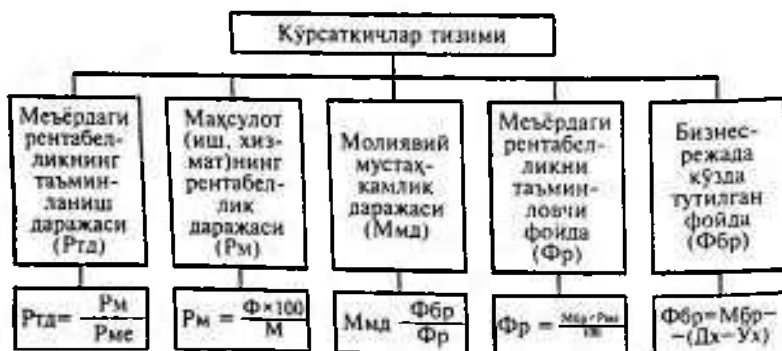 Кўрсаткичлар тизими
Меъёрдаги
рентабел-
ликнинг
таъмин-
ланиш
даражаси
(Ртд)
Маҳсулот
(иш, хиз-
мат)нинг
рентабел-
лик
даражаси
(Рм)
Молиявий
мустаҳ-
камлик
даражаси
(Ммд)
Меъёрдаги
рентабел-
ликни
таъмин-
ловчи
фойда
(Фр)
Бизнес-
режада
кўзда
тутилган
фойда
(Фбр)
Ртд= Рм
Рме
Рм = Ф×100
М
Ммд Фбр
Фр
Фр =
Фбр=Мбр–
–(Дх–Ух)